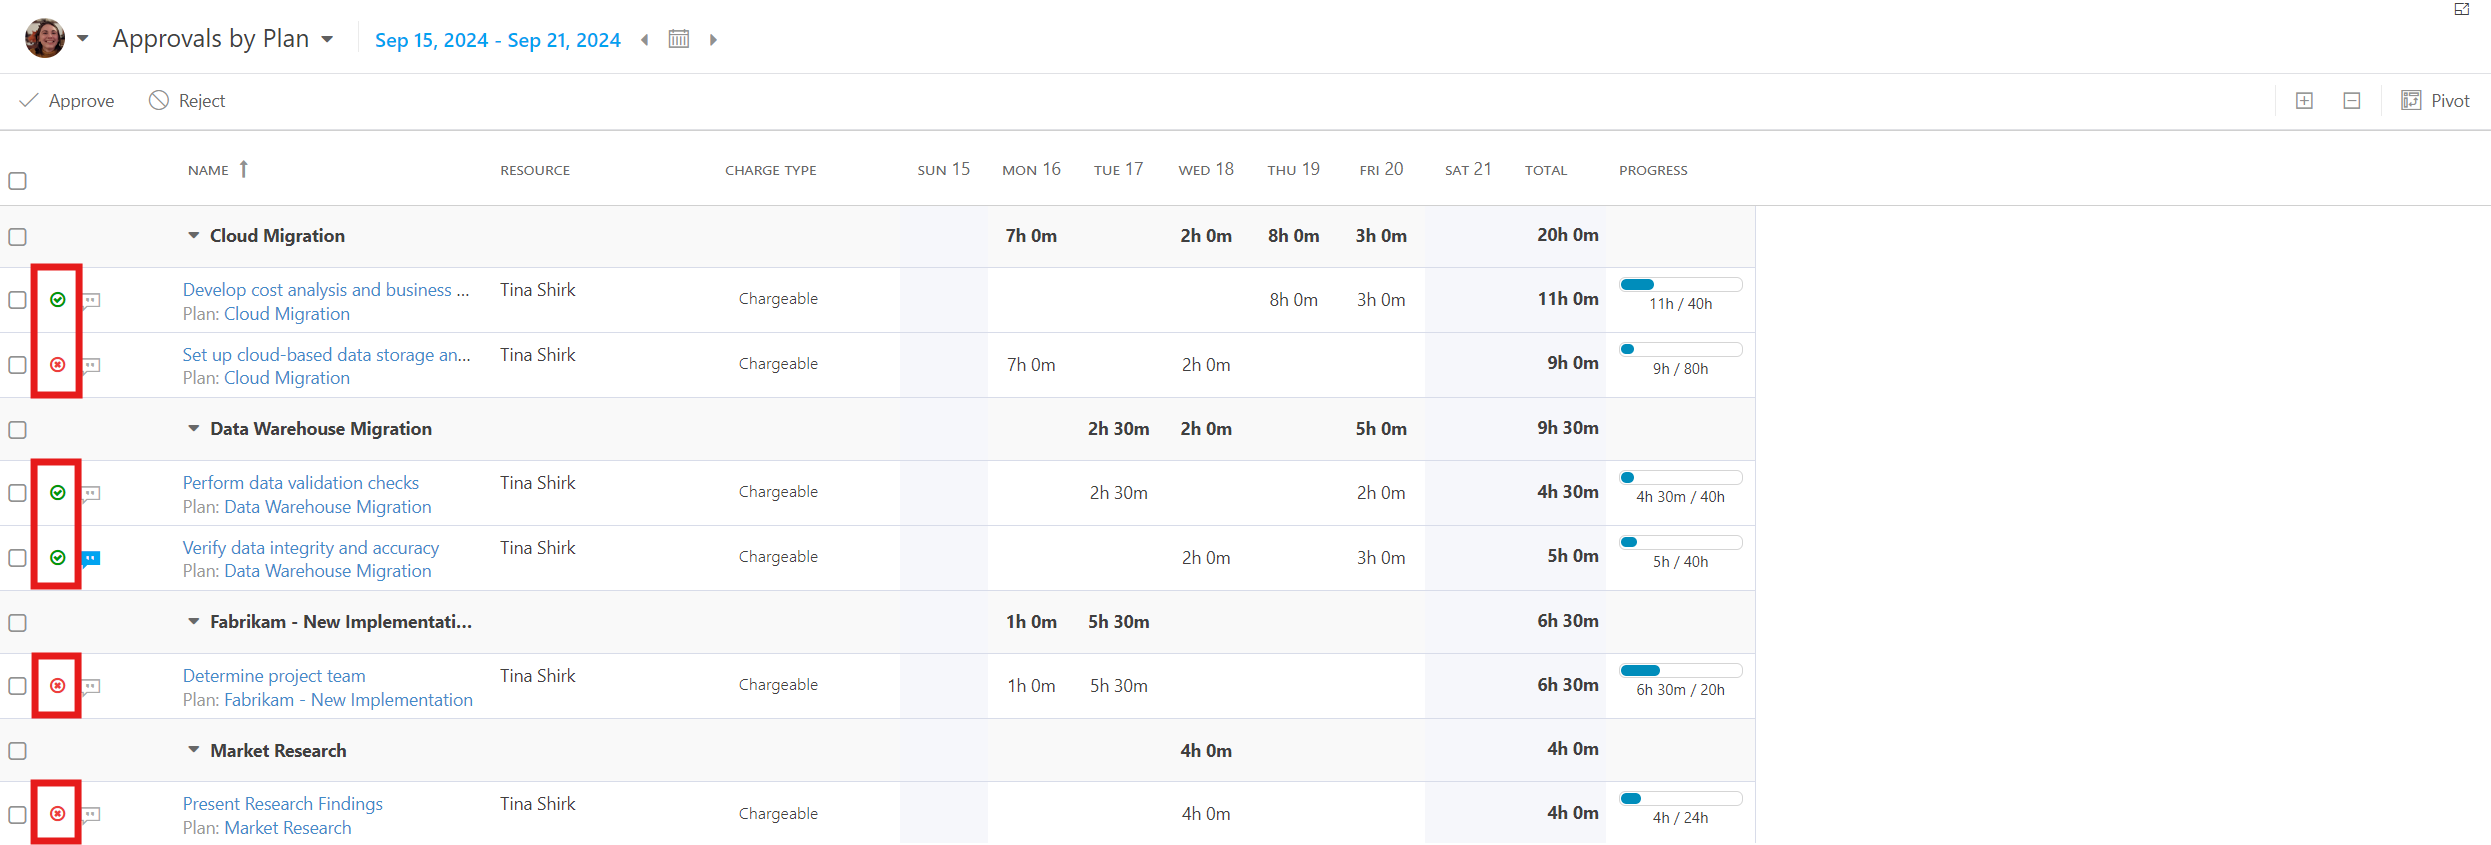 Approvals by Plan
Sep 15, 2024 - Sep 21, 2024
Approve Reject Pivot
NAME RESOURCE CHARGE TYPE SUN 15 MON 16 TUE 17 WED 18 THU 19 FRI 20 SAT 21 TOTAL PROGRESS
Cloud Migration 7h 0m 2h 0m 8h 0m 3h 0m 20h 0m
Develop cost analysis and business ... Tina Shirk Chargeable 8h 0m 3h 0m 11h 0m 11h / 40h
Plan: Cloud Migration
Set up cloud-based data storage an... Tina Shirk Chargeable 7h 0m 2h 0m 9h 0m 9h / 80h
Plan: Cloud Migration
Data Warehouse Migration 2h 30m 2h 0m 5h 0m 9h 30m
Perform data validation checks Tina Shirk Chargeable 2h 30m 2h 0m 4h 30m 4h 30m / 40h
Plan: Data Warehouse Migration
Verify data integrity and accuracy Tina Shirk Chargeable 2h 0m 3h 0m 5h 0m 5h / 40h
Plan: Data Warehouse Migration
Fabrikam - New Implementati... 1h 0m 5h 30m 6h 30m
Determine project team Tina Shirk Chargeable 1h 0m 5h 30m 6h 30m 6h 30m / 20h
Plan: Fabrikam - New Implementation
Market Research 4h 0m 4h 0m
Present Research Findings Tina Shirk Chargeable 4h 0m 4h 0m 4h / 24h
Plan: Market Research